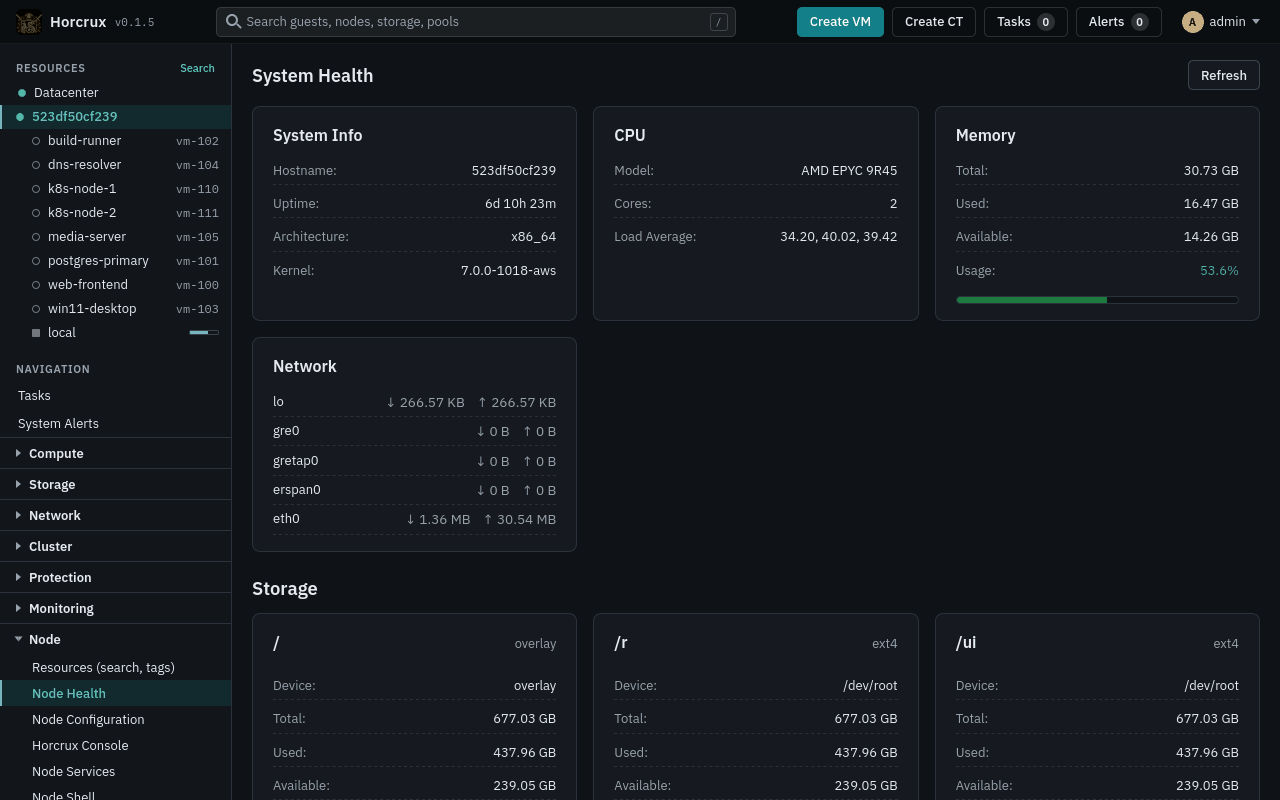 Horcrux v0.1.5
Search guests, nodes, storage, pools /
Create VM
Create CT
Tasks 0
Alerts 0
A admin
RESOURCES Search
Datacenter
523df50cf239
build-runner vm-102
dns-resolver vm-104
k8s-node-1 vm-110
k8s-node-2 vm-111
media-server vm-105
postgres-primary vm-101
web-frontend vm-100
win11-desktop vm-103
local
NAVIGATION
Tasks
System Alerts
Compute
Storage
Network
Cluster
Protection
Monitoring
Node
Resources (search, tags)
Node Health
Node Configuration
Horcrux Console
Node Services
Node Shell
System Health
Refresh
System Info
Hostname: 523df50cf239
Uptime: 6d 10h 23m
Architecture: x86_64
Kernel: 7.0.0-1018-aws
CPU
Model: AMD EPYC 9R45
Cores: 2
Load Average: 34.20, 40.02, 39.42
Memory
Total: 30.73 GB
Used: 16.47 GB
Available: 14.26 GB
Usage: 53.6%
Network
lo ↓ 266.57 KB ↑ 266.57 KB
gre0 ↓ 0 B ↑ 0 B
gretap0 ↓ 0 B ↑ 0 B
erspan0 ↓ 0 B ↑ 0 B
eth0 ↓ 1.36 MB ↑ 30.54 MB
Storage
/ overlay
Device: overlay
Total: 677.03 GB
Used: 437.96 GB
Available: 239.05 GB
/r ext4
Device: /dev/root
Total: 677.03 GB
Used: 437.96 GB
Available: 239.05 GB
/ui ext4
Device: /dev/root
Total: 677.03 GB
Used: 437.96 GB
Available: 239.05 GB